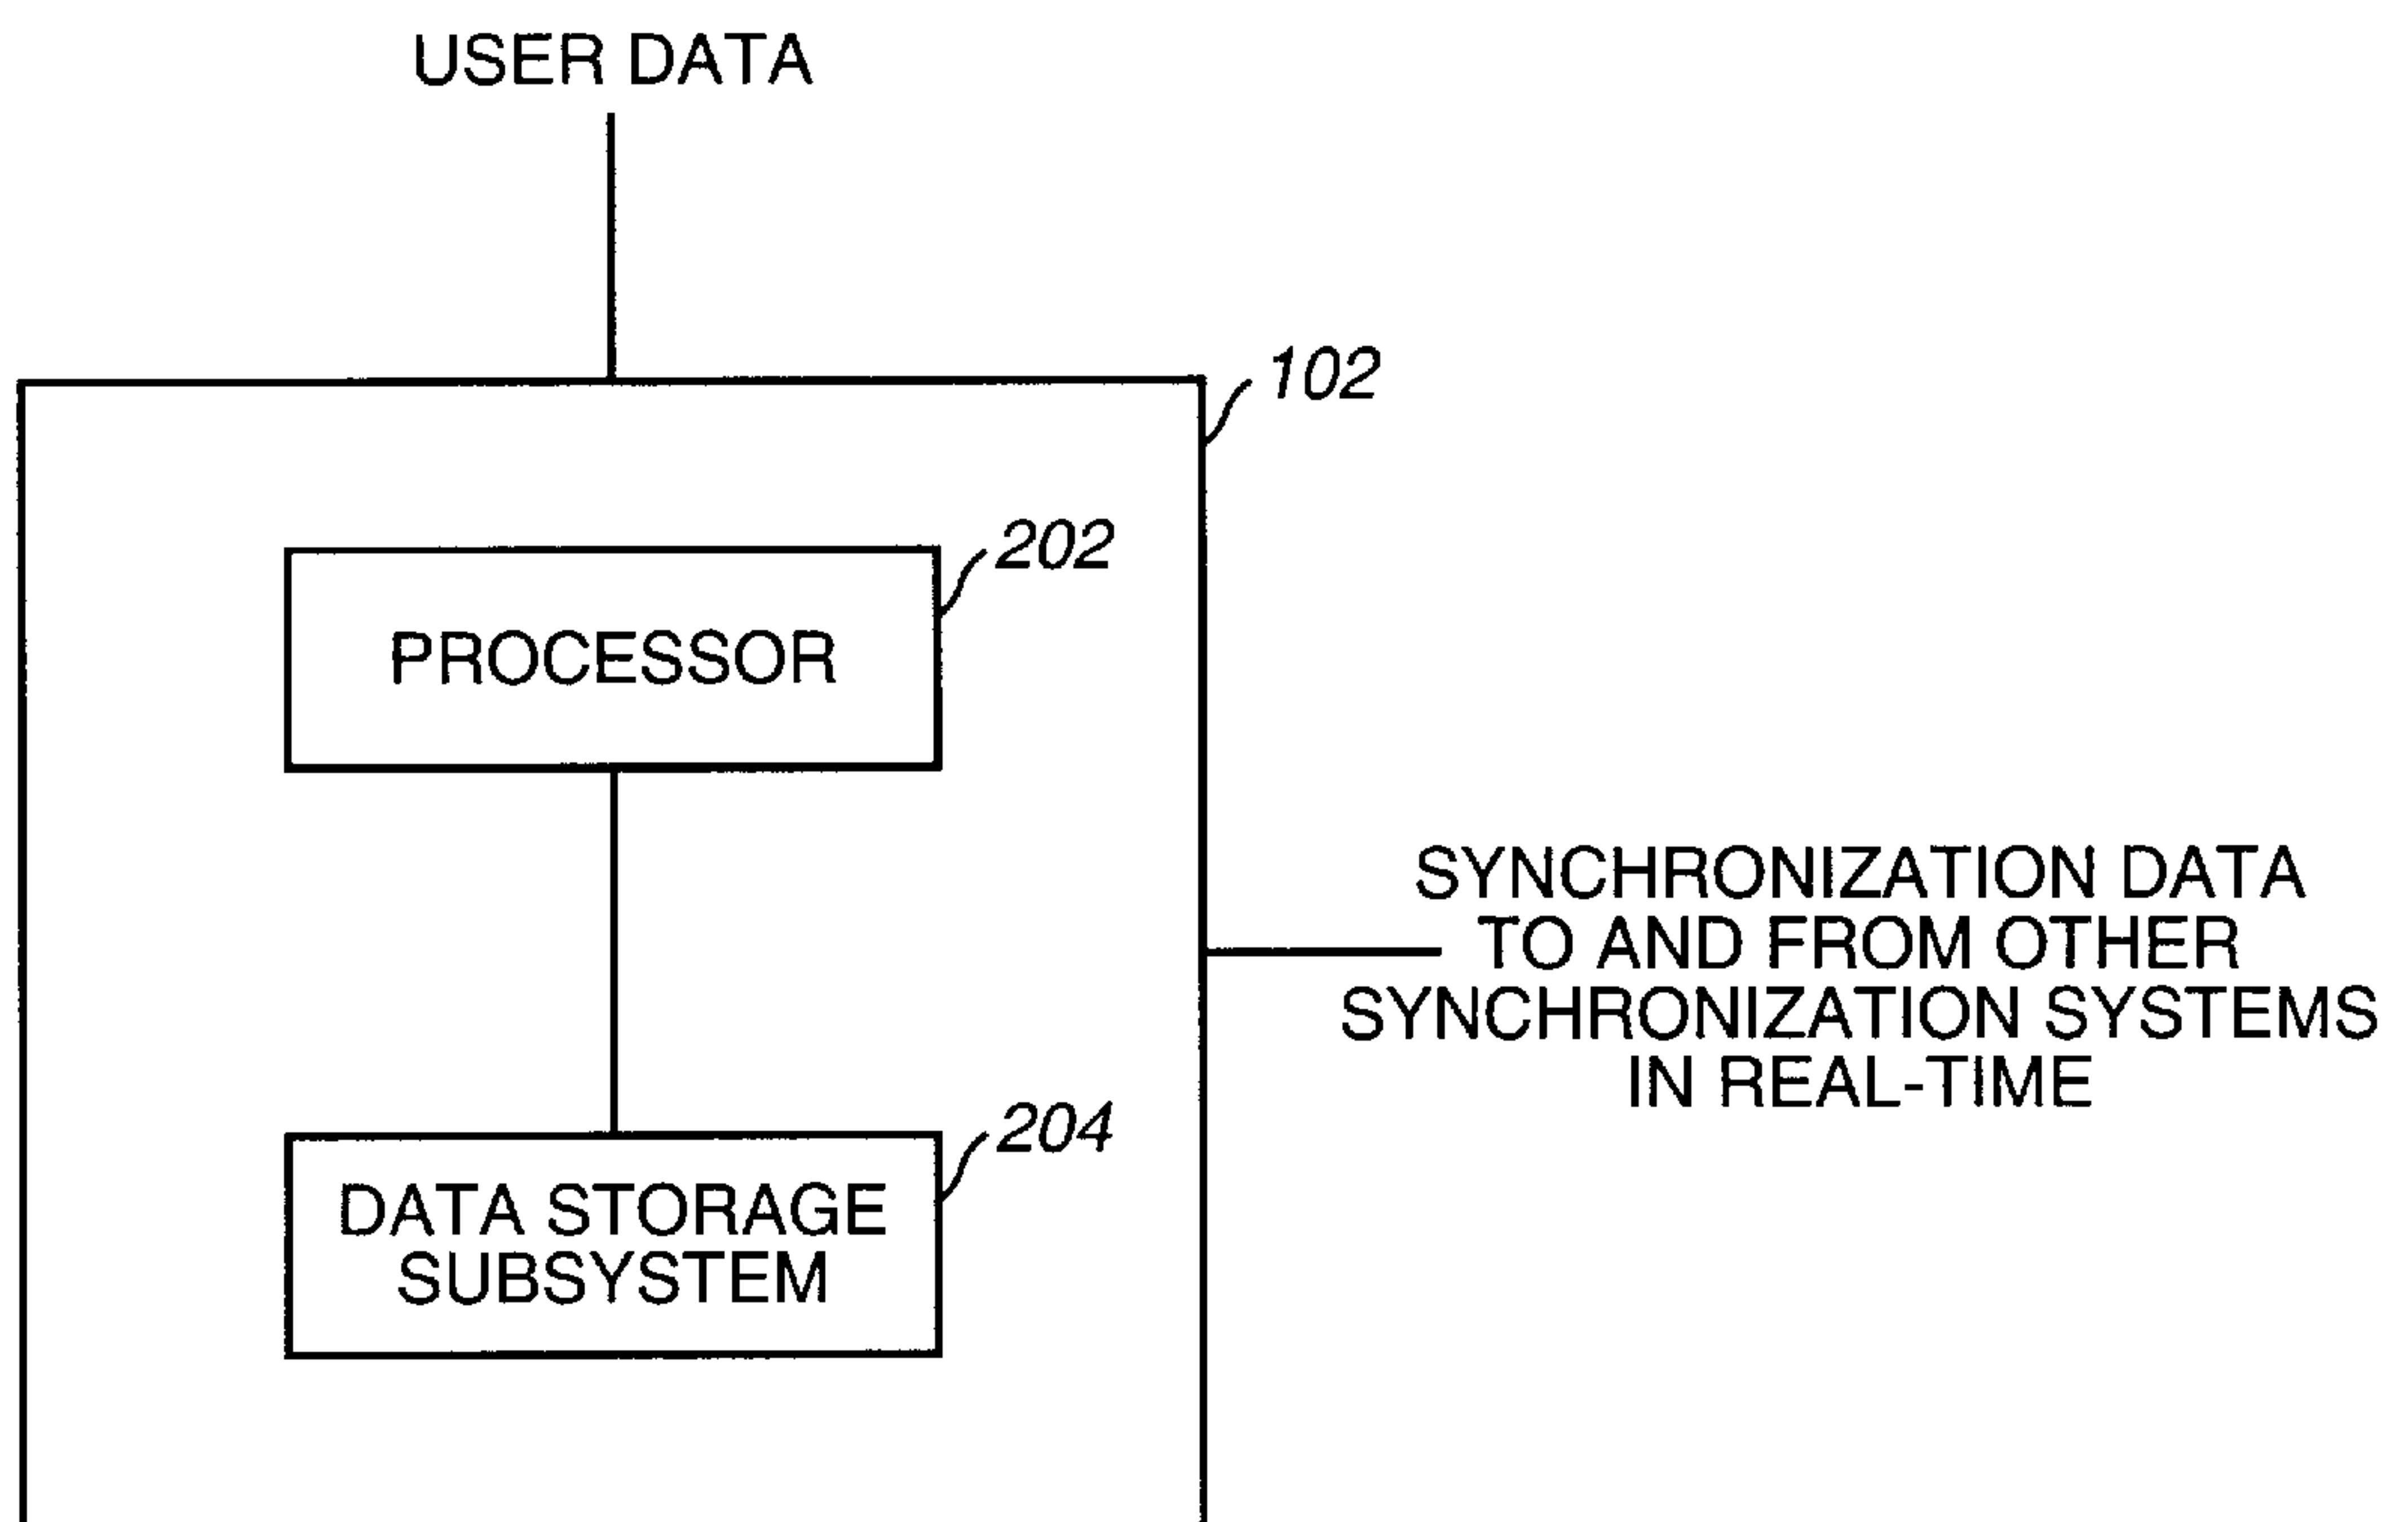 USER DATA
102
202
PROCESSOR
SYNCHRONIZATION DATA
TO AND FROM OTHER
SYNCHRONIZATION SYSTEMS
IN REAL-TIME
204
DATA STORAGE
SUBSYSTEM